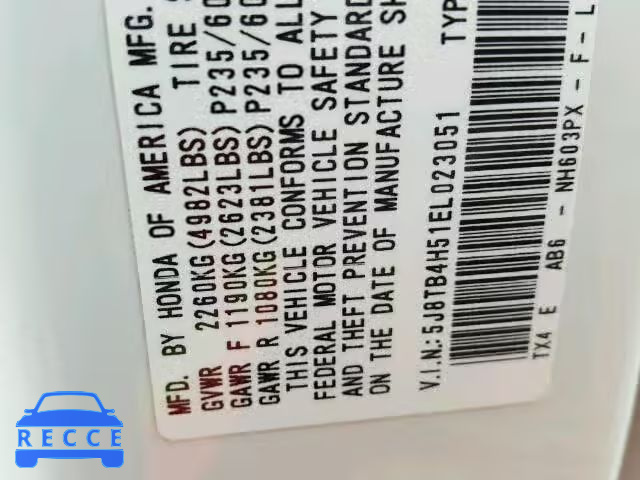 MFD. BY HONDA OF AMERICA MFG.
GVWR 2260KG(4982LBS) TIRE
GAWR F 1190KG(2623LBS) P235/60
GAWR R 1080KG(2381LBS) P235/60
THIS VEHICLE CONFORMS TO ALL
FEDERAL MOTOR VEHICLE SAFETY
AND THEFT PREVENTION STANDARD
ON THE DATE OF MANUFACTURE SH
V.I.N.: 5J8TB4H51EL023051 TYP
TX4 E AB6 - NH603PX - F - L
RECCE